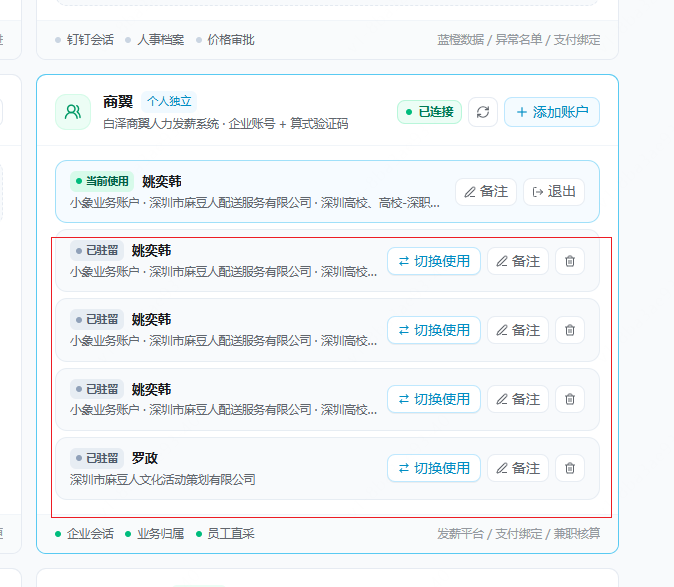 钉钉会话 人事档案 价格审批 蓝橙数据 / 异常名单 / 支付绑定
商翼 个人独立
白泽商翼人力发薪系统 · 企业账号 + 算式验证码
已连接 添加账户
当前使用 姚奕韩
小象业务账户 · 深圳市麻豆人配送服务有限公司 · 深圳高校、高校-深职...
备注 退出
已驻留 姚奕韩
小象业务账户 · 深圳市麻豆人配送服务有限公司 · 深圳高校...
切换使用 备注
已驻留 姚奕韩
小象业务账户 · 深圳市麻豆人配送服务有限公司 · 深圳高校...
切换使用 备注
已驻留 姚奕韩
小象业务账户 · 深圳市麻豆人配送服务有限公司 · 深圳高校...
切换使用 备注
已驻留 罗政
深圳市麻豆人文化活动策划有限公司
切换使用 备注
企业会话 业务归属 员工直采 发薪平台 / 支付绑定 / 兼职核算